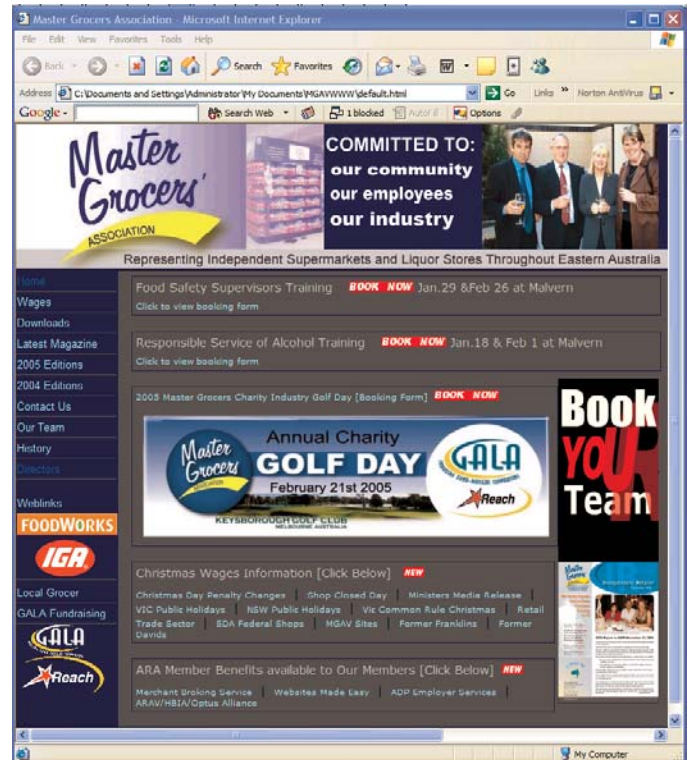 Master Grocers Association - Microsoft Internet Explorer
File Edit View Favorites Tools Help
Back Search Favorites
Address C:\Documents and Settings\Administrator\My Documents\MGAVWWW\default.html Go Links » Norton AntiVirus
Google - Search Web 1 blocked AutoFill Options
Master Grocers'
ASSOCIATION
COMMITTED TO:
our community
our employees
our industry
Representing Independent Supermarkets and Liquor Stores Throughout Eastern Australia
Home
Wages
Downloads
Latest Magazine
2005 Editions
2004 Editions
Contact Us
Our Team
History
Directors
Weblinks
FOODWORKS
IGA
Local Grocer
GALA Fundraising
GALA
Reach
Food Safety Supervisors Training BOOK NOW Jan.29 &Feb 26 at Malvern
Click to view booking form
Responsible Service of Alcohol Training BOOK NOW Jan.18 & Feb 1 at Malvern
Click to view booking form
2005 Master Grocers Charity Industry Golf Day [Booking Form] BOOK NOW
Master Grocers
ASSOCIATION
Annual Charity
GOLF DAY
February 21st 2005
KEYSBOROUGH GOLF CLUB
MELBOURNE AUSTRALIA
GALA
Reach
Book
YOUR
Team
Christmas Wages Information [Click Below] NEW
Christmas Day Penalty Changes | Shop Closed Day | Ministers Media Release |
VIC Public Holidays | NSW Public Holidays | Vic Common Rule Christmas | Retail
Trade Sector | SDA Federal Shops | MGAV Sites | Former Franklins | Former
Davids
ARA Member Benefits available to Our Members [Click Below] NEW
Merchant Broking Service | Websites Made Easy | ADP Employer Services |
ARAV/HBIA/Optus Alliance
My Computer